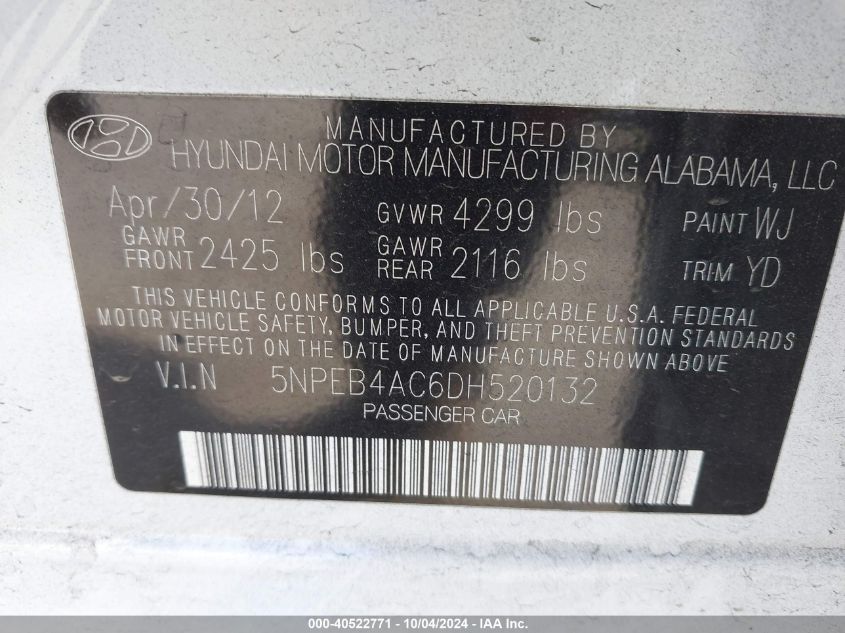 MANUFACTURED BY
HYUNDAI MOTOR MANUFACTURING ALABAMA, LLC
Apr/30/12 GVWR 4299 lbs PAINT WJ
GAWR FRONT 2425 lbs GAWR REAR 2116 lbs TRIM YD
THIS VEHICLE CONFORMS TO ALL APPLICABLE U.S.A. FEDERAL
MOTOR VEHICLE SAFETY, BUMPER, AND THEFT PREVENTION STANDARDS
IN EFFECT ON THE DATE OF MANUFACTURE SHOWN ABOVE
V.I.N 5NPEB4AC6DH520132
PASSENGER CAR
000-40522771 - 10/04/2024 - IAA Inc.